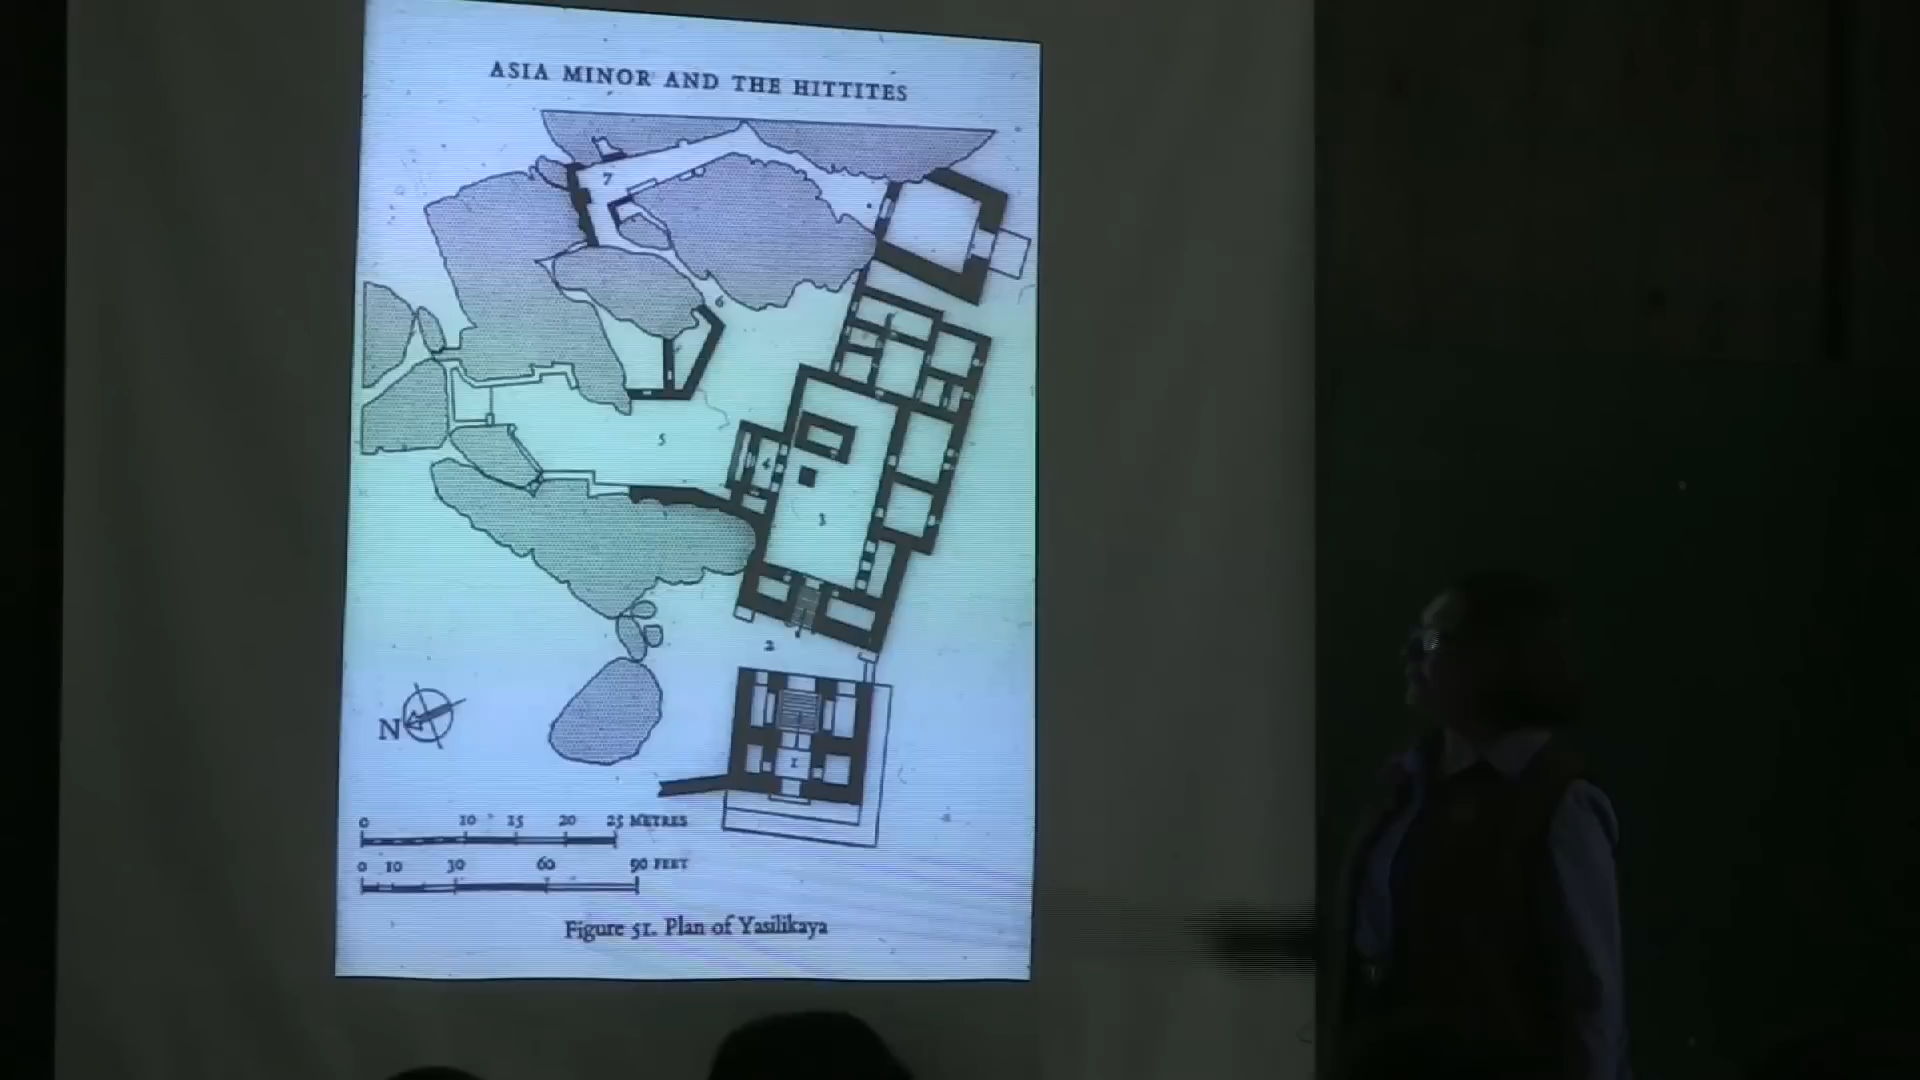 ASIA MINOR AND THE HITTITES
7
6
5
4
3
2
1
N
0 10 15 20 25 METRES
0 10 30 60 90 FEET
Figure 51. Plan of Yasilikaya